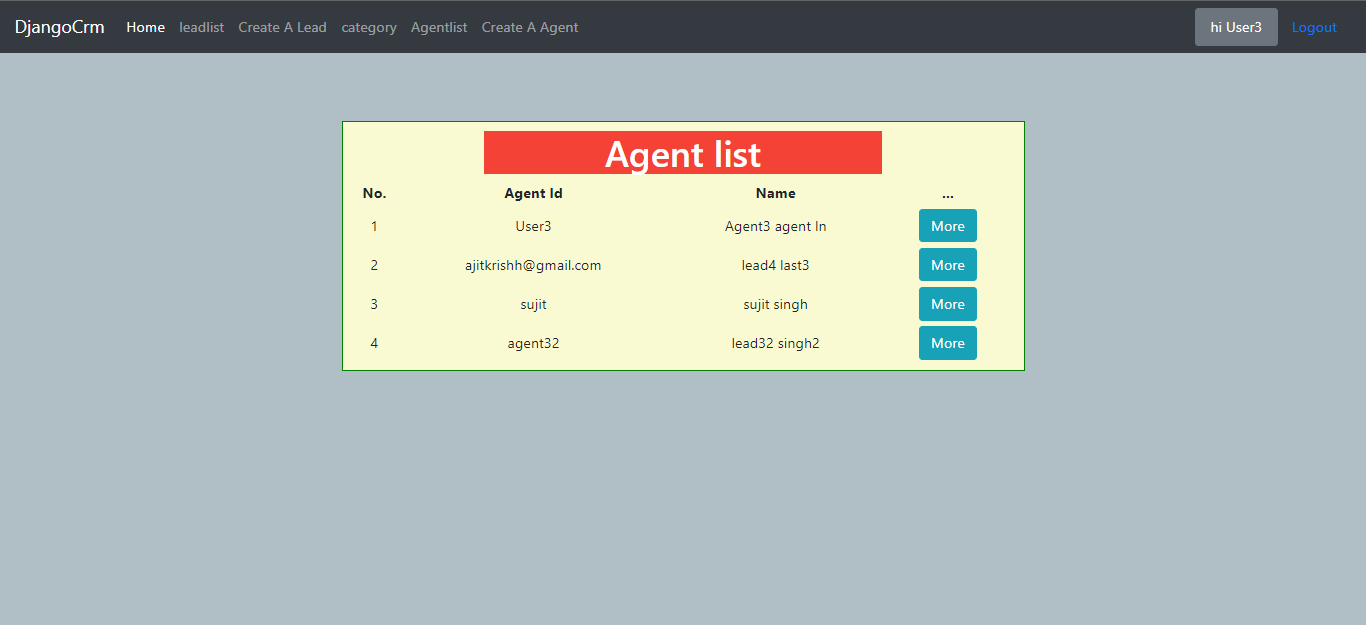 DjangoCrm Home leadlist Create A Lead category Agentlist Create A Agent hi User3 Logout
Agent list
No. Agent Id Name ...
1 User3 Agent3 agent ln More
2 ajitkrishh@gmail.com lead4 last3 More
3 sujit sujit singh More
4 agent32 lead32 singh2 More